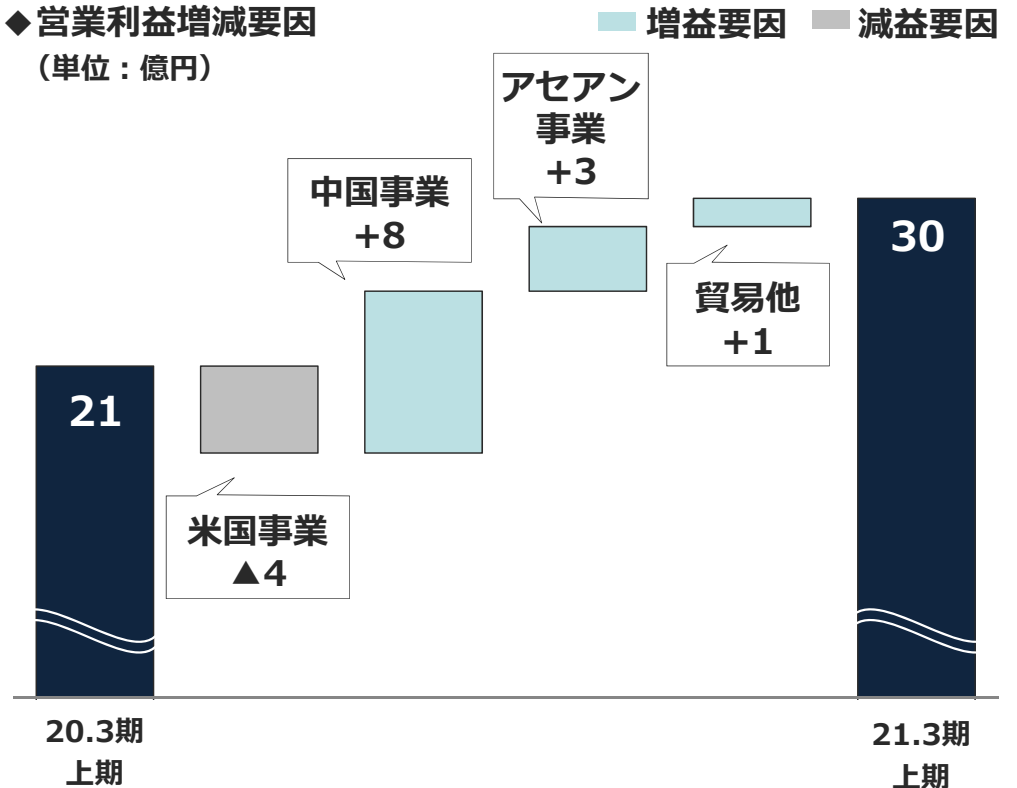 ◆営業利益増減要因
（単位：億円）
増益要因
減益要因
アセアン
事業
+3
中国事業
+8
貿易他
+1
30
21
米国事業
▲4
20.3期
上期
21.3期
上期